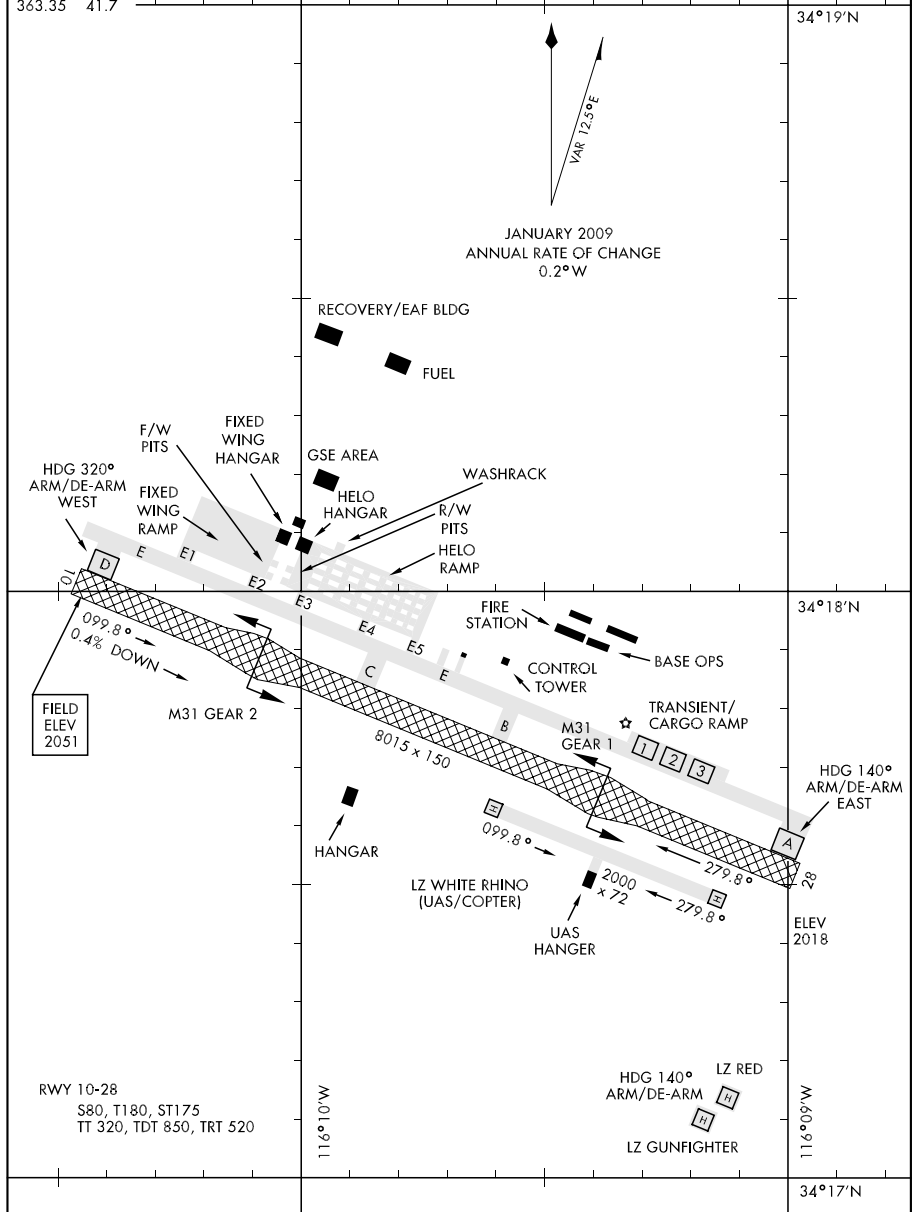 363.35 41.7
34°19'N
VAR 12.5°E
JANUARY 2009
ANNUAL RATE OF CHANGE
0.2°W
RECOVERY/EAF BLDG
FUEL
F/W
PITS
FIXED
WING
HANGAR
GSE AREA
HDG 320°
ARM/DE-ARM
WEST
FIXED
WING
RAMP
HELO
HANGAR
WASHRACK
R/W
PITS
HELO
RAMP
E
E1
D
E2
E3
10
34°18'N
FIRE
STATION
E4
E5
E
BASE OPS
099.8°
0.4% DOWN
C
CONTROL
TOWER
FIELD
ELEV
2051
M31 GEAR 2
B
TRANSIENT/
CARGO RAMP
M31
GEAR 1
8015 x 150
1
2
3
HDG 140°
ARM/DE-ARM
EAST
H
A
099.8°
HANGAR
279.8°
28
LZ WHITE RHINO
(UAS/COPTER)
2000
x 72
279.8°
H
UAS
HANGER
ELEV
2018
RWY 10-28
S80, T180, ST175
TT 320, TDT 850, TRT 520
116°10'W
HDG 140°
ARM/DE-ARM
LZ RED
H
H
LZ GUNFIGHTER
116°09'W
34°17'N